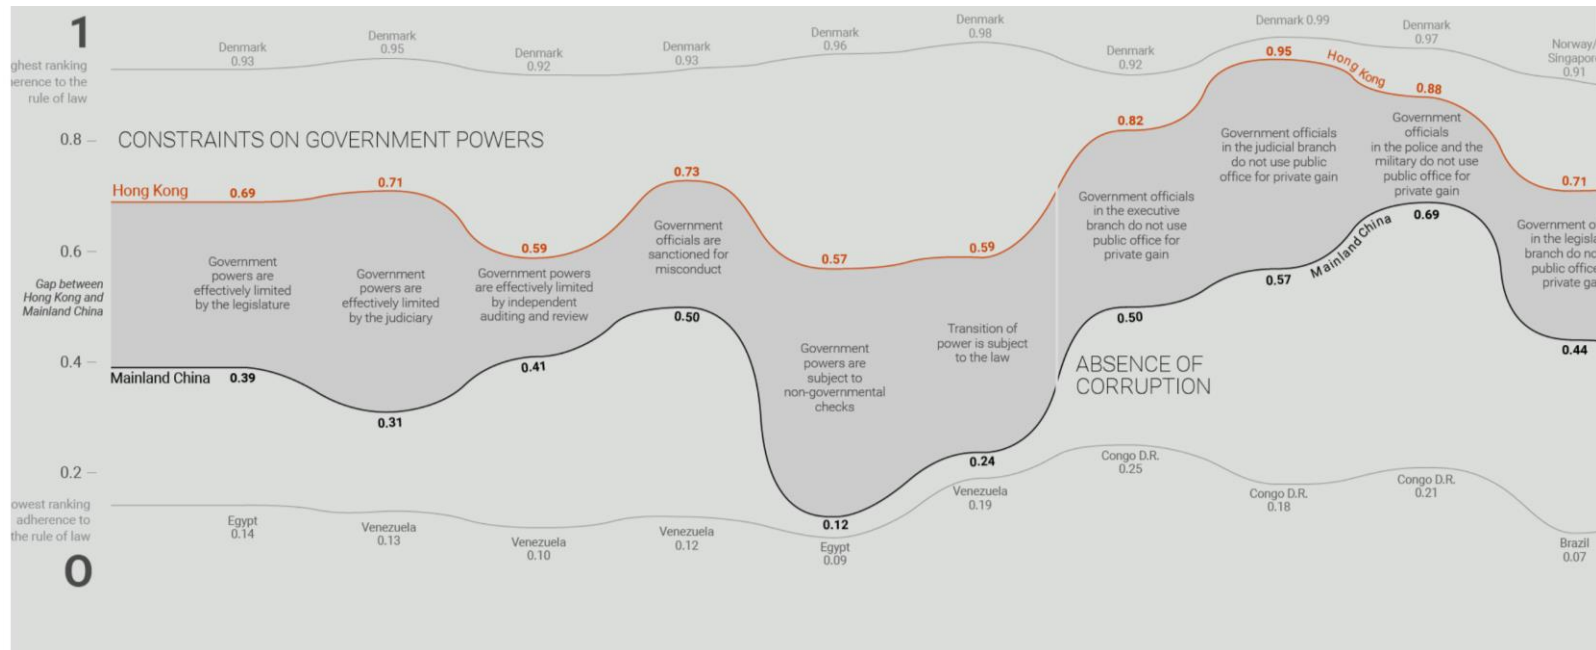 1
ghest ranking
erence to the
rule of law
0.8
0.6
Gap between
Hong Kong and
Mainland China
0.4
0.2
owest ranking
adherence to
the rule of law
0
CONSTRAINTS ON GOVERNMENT POWERS
Hong Kong
Mainland China
Denmark
0.93
0.69
Government
powers are
effectively limited
by the legislature
0.39
Egypt
0.14
Denmark
0.95
0.71
Government
powers are
effectively limited
by the judiciary
0.31
Venezuela
0.13
Denmark
0.92
0.59
Government powers
are effectively limited
by independent
auditing and review
0.41
Venezuela
0.10
Denmark
0.93
0.73
Government
officials are
sanctioned for
misconduct
0.50
Venezuela
0.12
Denmark
0.96
0.57
Government
powers are
subject to
non-governmental
checks
0.12
Egypt
0.09
Denmark
0.98
0.59
Transition of
power is subject
to the law
0.24
Venezuela
0.19
ABSENCE OF
CORRUPTION
Denmark
0.92
0.82
Government officials
in the executive
branch do not use
public office for
private gain
0.50
Congo D.R.
0.25
Denmark 0.99
0.95
Government officials
in the judicial branch
do not use public
office for private gain
0.57
Congo D.R.
0.18
Hong Kong
Mainland China
Denmark
0.97
0.88
Government
officials
in the police and the
military do not use
public office for
private gain
0.69
Congo D.R.
0.21
Norway/
Singapor
0.91
0.71
Government o
in the legisla
branch do no
public office
private ga
0.44
Brazil
0.07